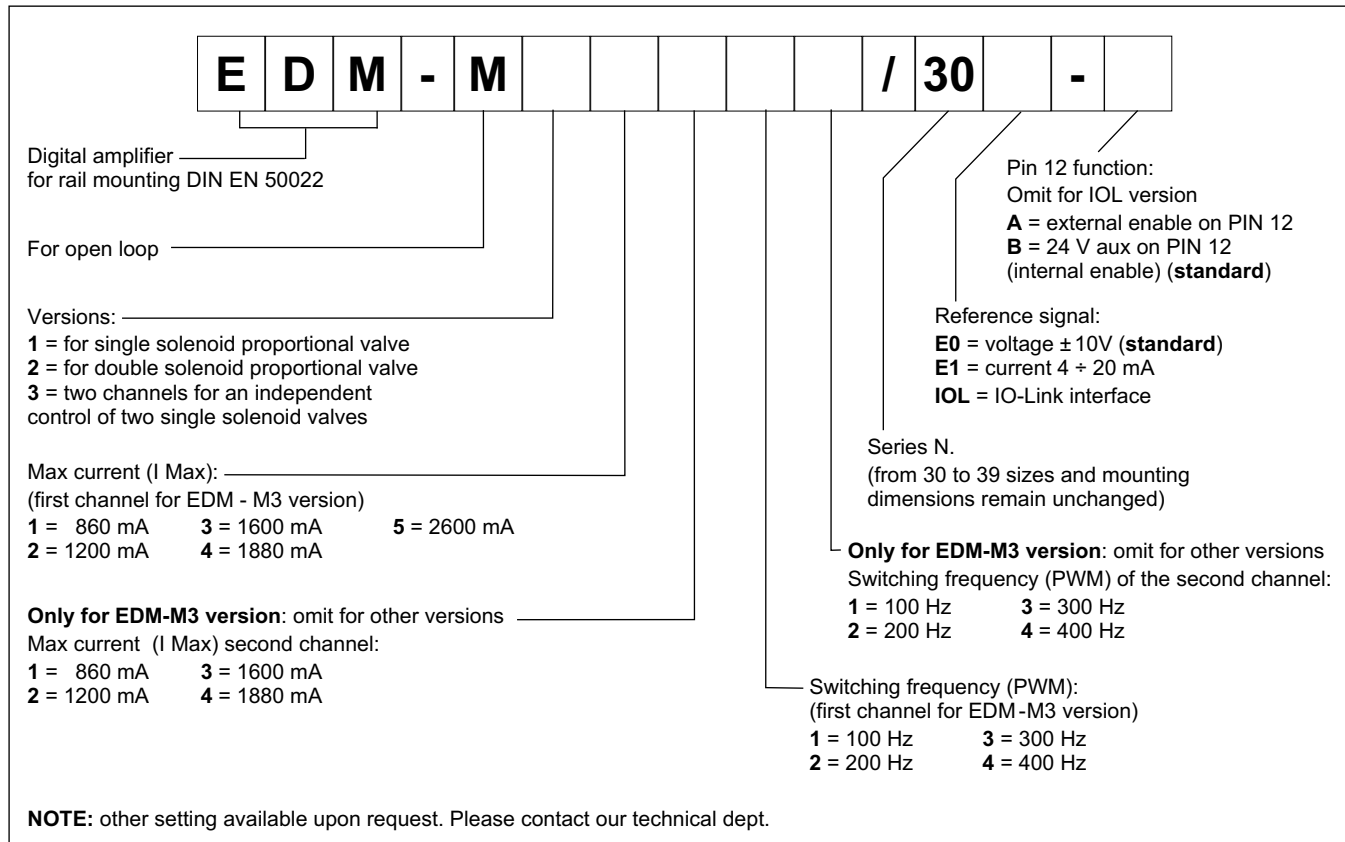 E D M - M / 30 -
Digital amplifier
for rail mounting DIN EN 50022
For open loop
Versions:
1 = for single solenoid proportional valve
2 = for double solenoid proportional valve
3 = two channels for an independent
control of two single solenoid valves
Max current (I Max):
(first channel for EDM - M3 version)
1 = 860 mA 3 = 1600 mA 5 = 2600 mA
2 = 1200 mA 4 = 1880 mA
Only for EDM-M3 version: omit for other versions
Max current (I Max) second channel:
1 = 860 mA 3 = 1600 mA
2 = 1200 mA 4 = 1880 mA
Pin 12 function:
Omit for IOL version
A = external enable on PIN 12
B = 24 V aux on PIN 12
(internal enable) (standard)
Reference signal:
E0 = voltage ±10V (standard)
E1 = current 4 ÷ 20 mA
IOL = IO-Link interface
Series N.
(from 30 to 39 sizes and mounting
dimensions remain unchanged)
Only for EDM-M3 version: omit for other versions
Switching frequency (PWM) of the second channel:
1 = 100 Hz 3 = 300 Hz
2 = 200 Hz 4 = 400 Hz
Switching frequency (PWM):
(first channel for EDM-M3 version)
1 = 100 Hz 3 = 300 Hz
2 = 200 Hz 4 = 400 Hz
NOTE: other setting available upon request. Please contact our technical dept.